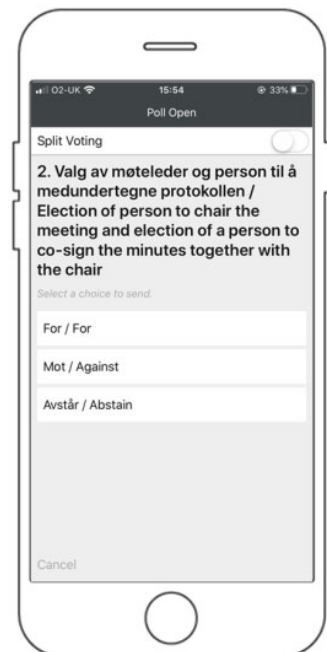 O2-UK 15:54 33%
Poll Open
Split Voting
2. Valg av møteleder og person til å
medundertegne protokollen /
Election of person to chair the
meeting and election of a person to
co-sign the minutes together with
the chair
Select a choice to send.
For / For
Mot / Against
Avstår / Abstain
Cancel